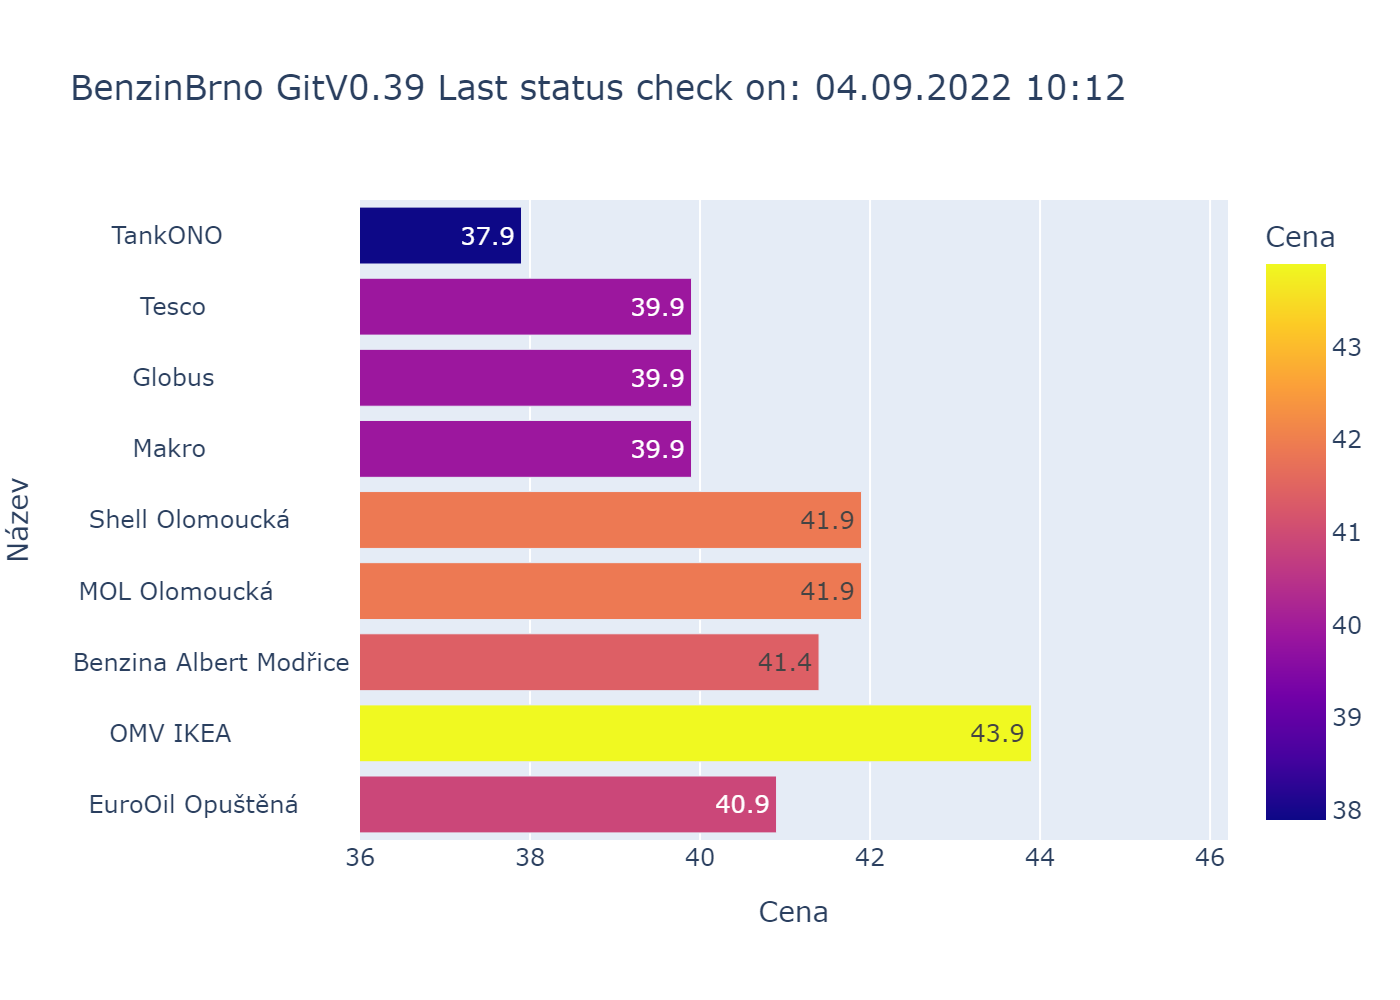 BenzinBrno GitV0.39 Last status check on: 04.09.2022 10:12
TankONO 37.9
Tesco 39.9
Globus 39.9
Makro 39.9
Shell Olomoucká 41.9
MOL Olomoucká 41.9
Benzina Albert Modřice 41.4
OMV IKEA 43.9
EuroOil Opuštěná 40.9
Název
36 38 40 42 44 46
Cena
Cena
43
42
41
40
39
38